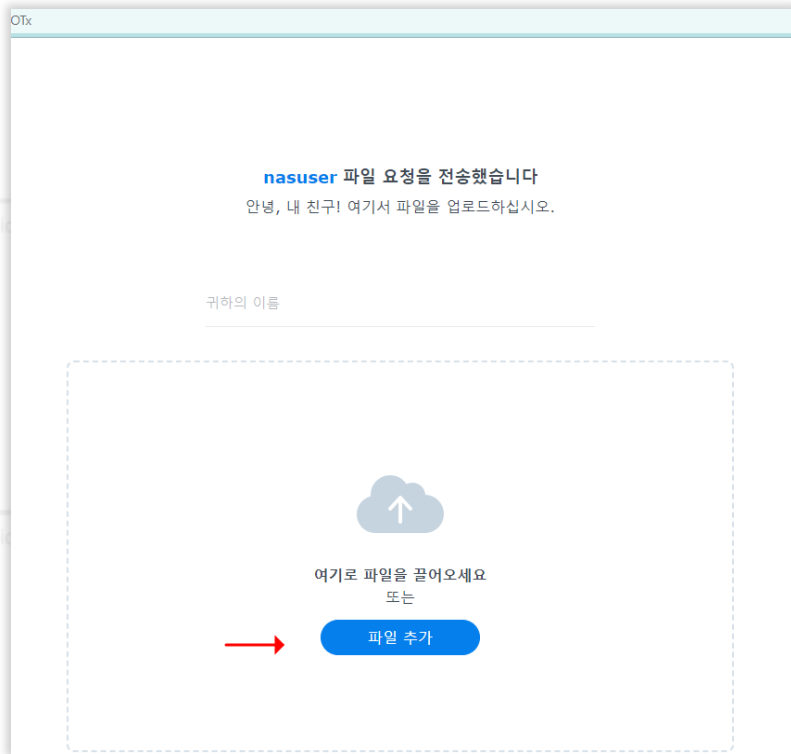 OTx
nasuser 파일 요청을 전송했습니다
안녕, 내 친구! 여기서 파일을 업로드하십시오.
귀하의 이름
여기로 파일을 끌어오세요
또는
파일 추가